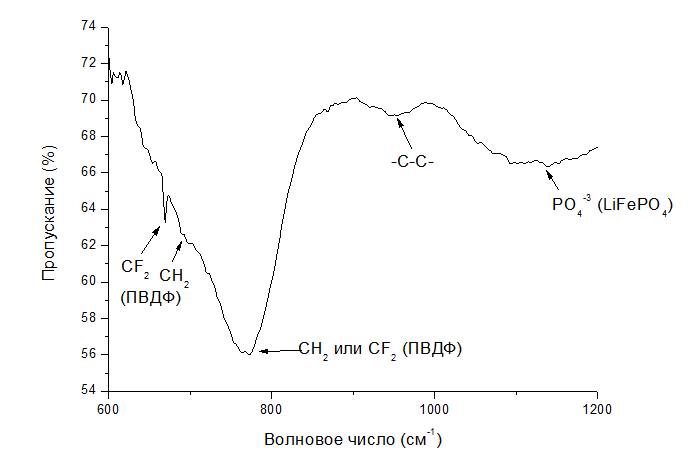 74
72
70
68
66
64
62
60
58
56
54
600
800
1000
1200
Пропускание (%)
Волновое число (см⁻¹)
CF₂
CH₂
(ПВДФ)
CH₂ или CF₂ (ПВДФ)
-C-C-
PO₄⁻³ (LiFePO₄)